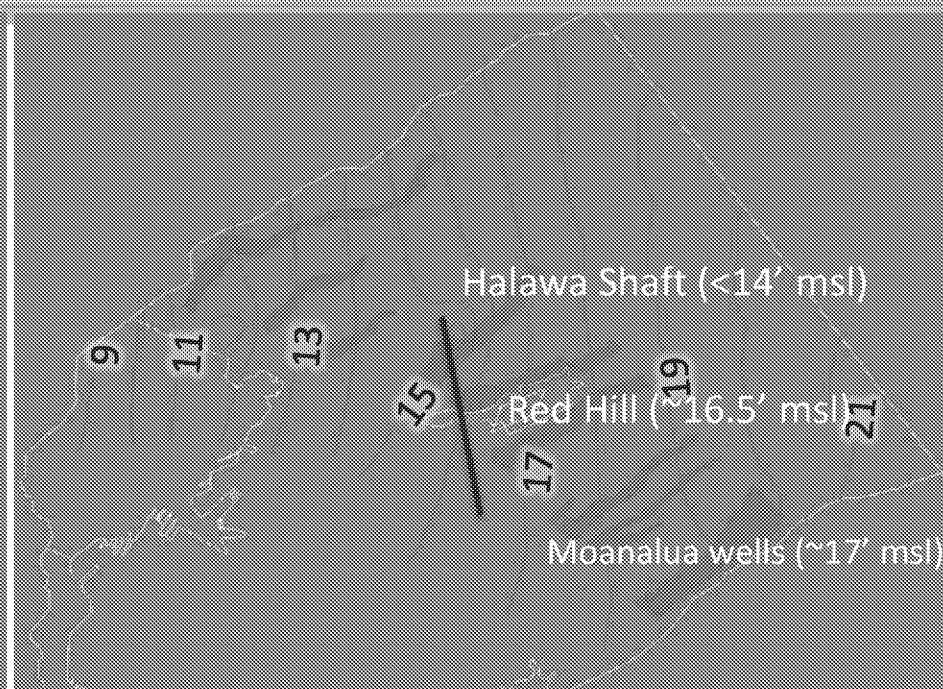 Halawa Shaft (<14' msl)
9
11
13
15
19
Red Hill (~16.5' msl)
21
17
Moanalua wells (~17' msl)